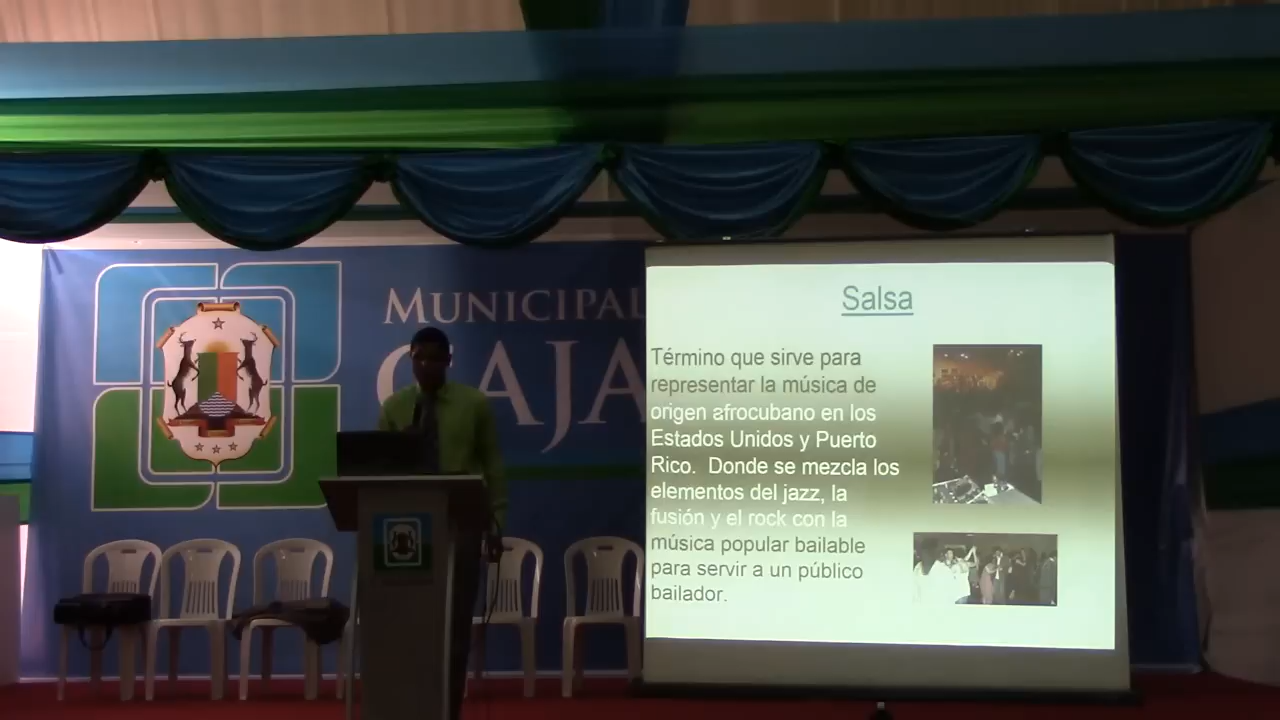 MUNICIPAL
CAJA
Salsa
Término que sirve para
representar la música de
origen afrocubano en los
Estados Unidos y Puerto
Rico. Donde se mezcla los
elementos del jazz, la
fusión y el rock con la
música popular bailable
para servir a un público
bailador.